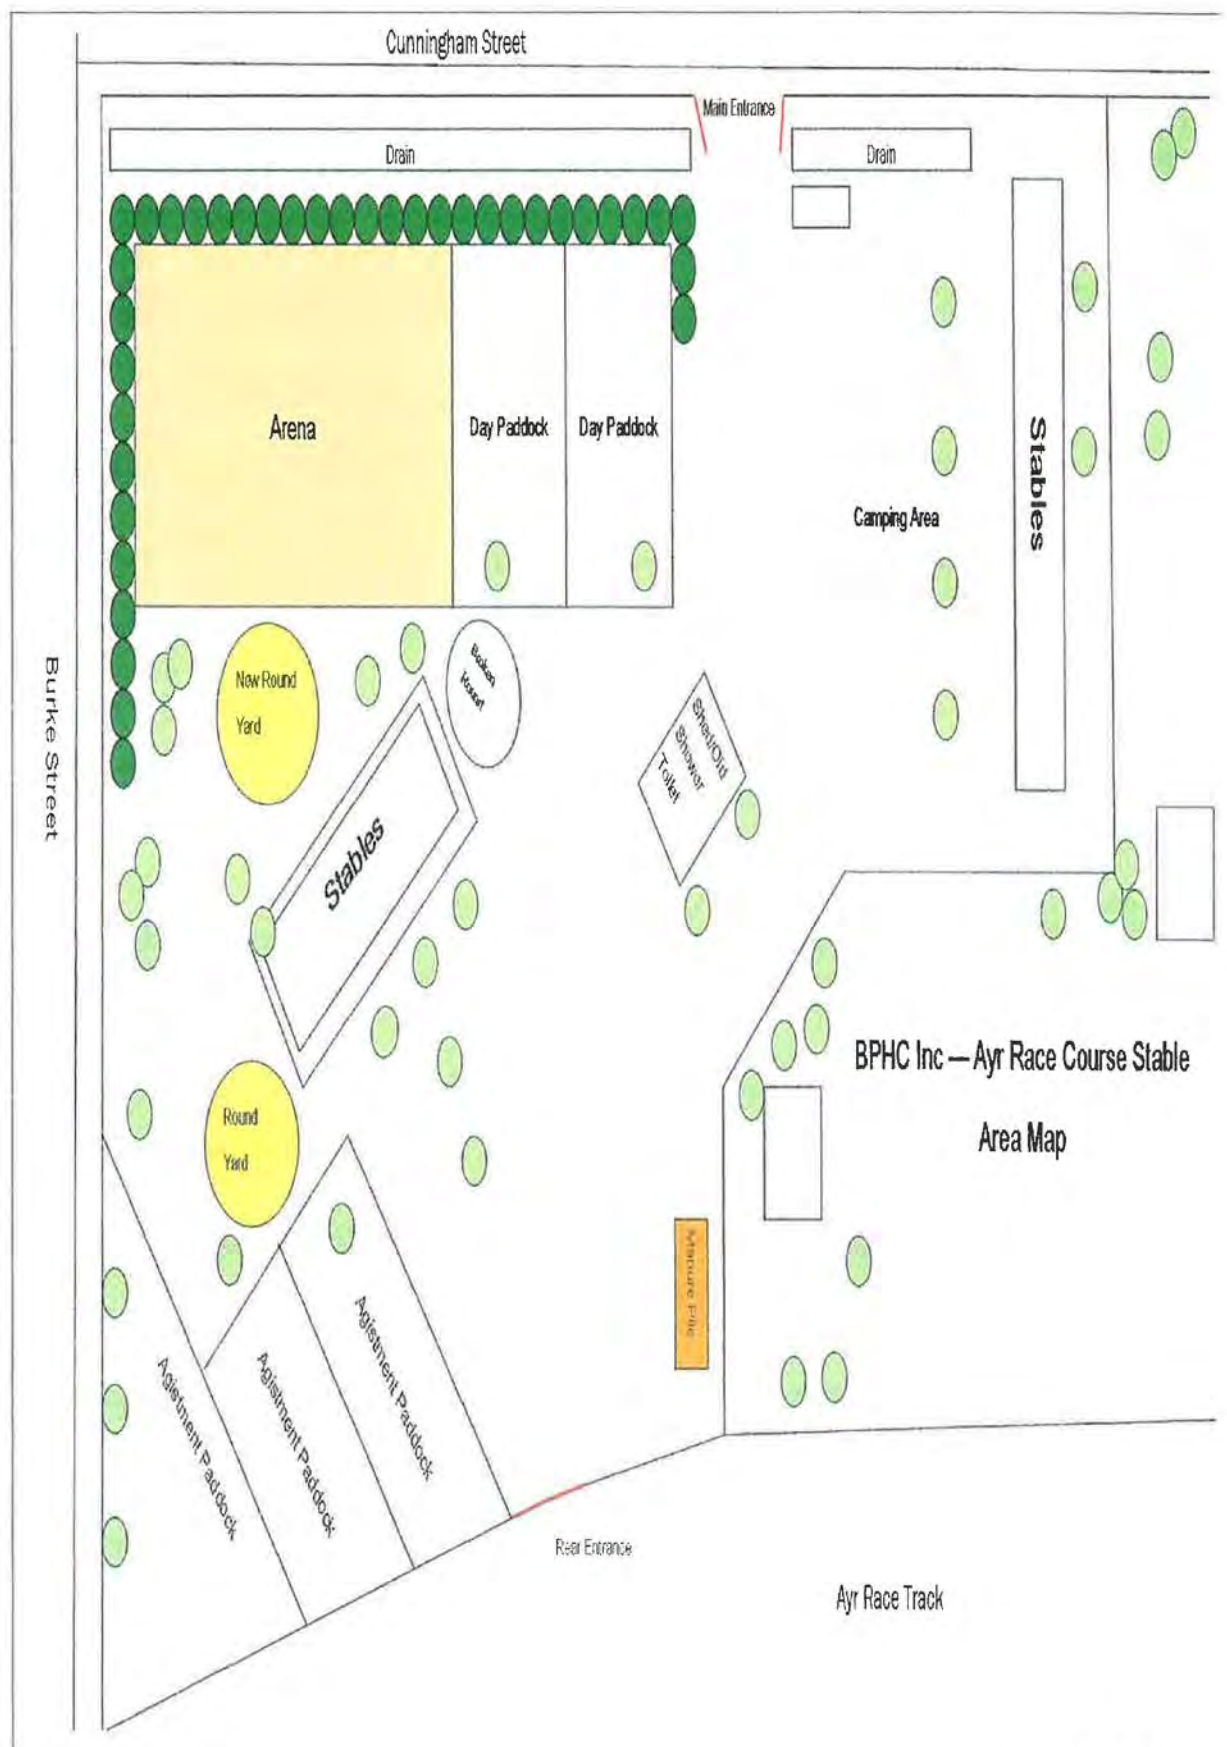 Cunningham Street
Main Entrance
Drain
Drain
Arena
Day Paddock
Day Paddock
Stables
Camping Area
Burke Street
New Round
Yard
Broken
Round
Shed/Old
Shower
Toilet
Stables
BPHC Inc — Ayr Race Course Stable
Area Map
Round
Yard
Manure Pile
Agistment Paddock
Agistment Paddock
Agistment Paddock
Rear Entrance
Ayr Race Track